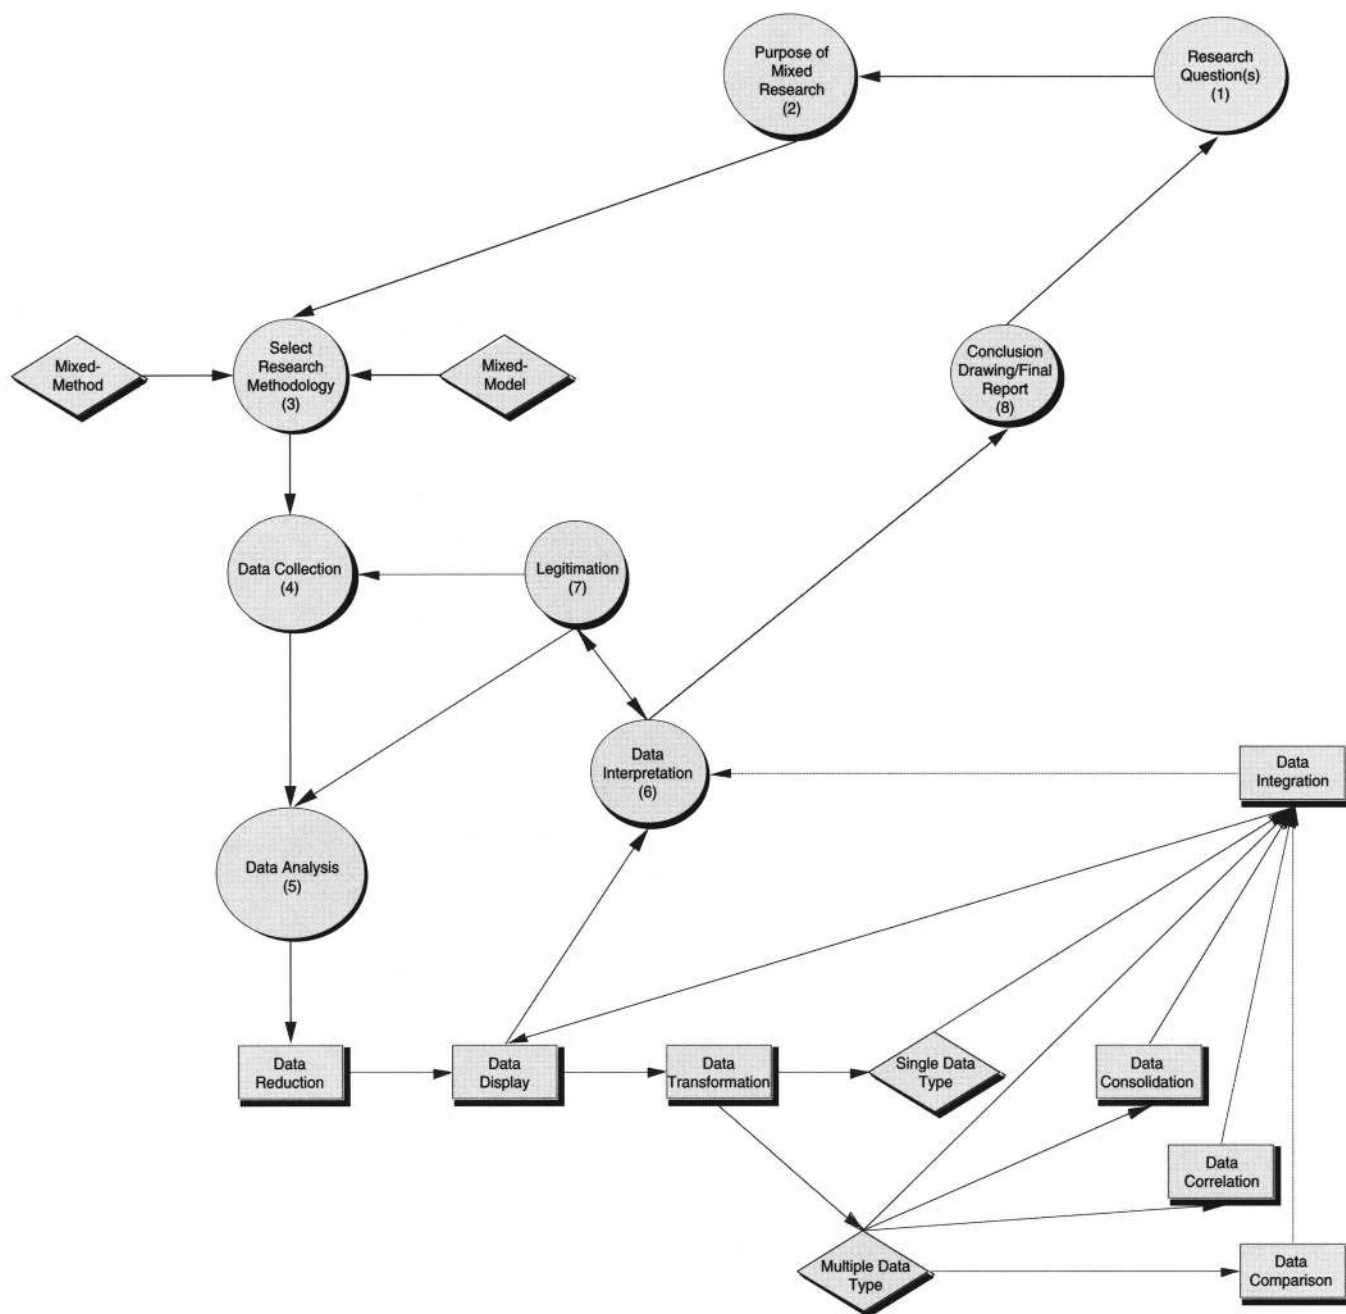 Purpose of
Mixed
Research
(2)
Research
Question(s)
(1)
Mixed-
Method
Select
Research
Methodology
(3)
Mixed-
Model
Conclusion
Drawing/Final
Report
(8)
Data Collection
(4)
Legitimation
(7)
Data
Interpretation
(6)
Data
Integration
Data Analysis
(5)
Data
Reduction
Data
Display
Data
Transformation
Single Data
Type
Data
Consolidation
Data
Correlation
Multiple Data
Type
Data
Comparison